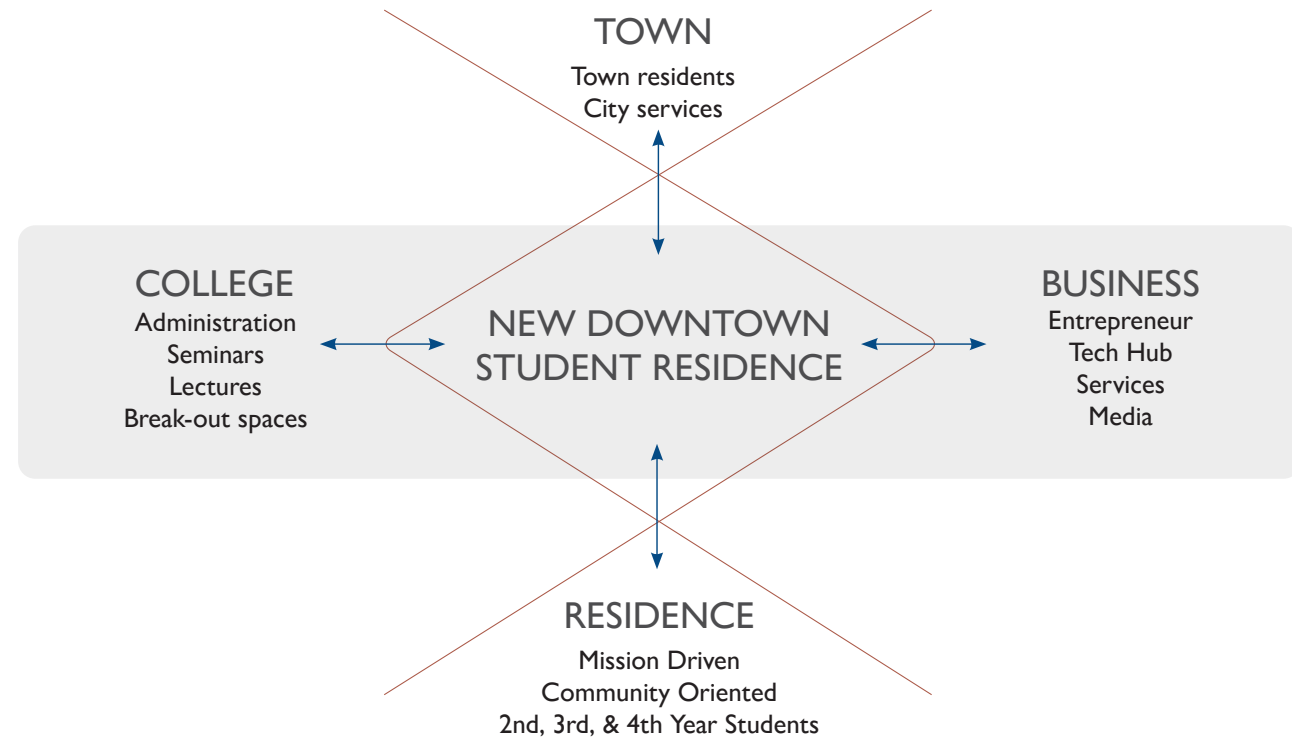 TOWN
Town residents
City services
COLLEGE
Administration
Seminars
Lectures
Break-out spaces
NEW DOWNTOWN
STUDENT RESIDENCE
BUSINESS
Entrepreneur
Tech Hub
Services
Media
RESIDENCE
Mission Driven
Community Oriented
2nd, 3rd, & 4th Year Students